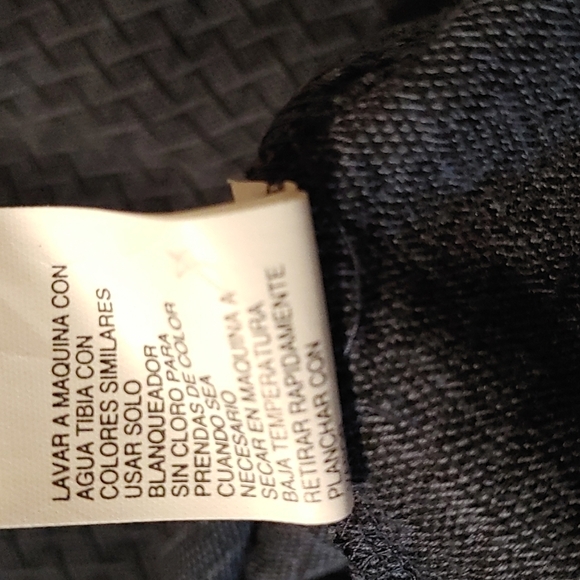 LAVAR A MAQUINA CON
AGUA TIBIA CON
COLORES SIMILARES
USAR SOLO
BLANQUEADOR
SIN CLORO PARA
PRENDAS DE COLOR
CUANDO SEA
NECESARIO
SECAR EN MAQUINA A
BAJA TEMPERATURA
RETIRAR RAPIDAMENTE
PLANCHAR CON